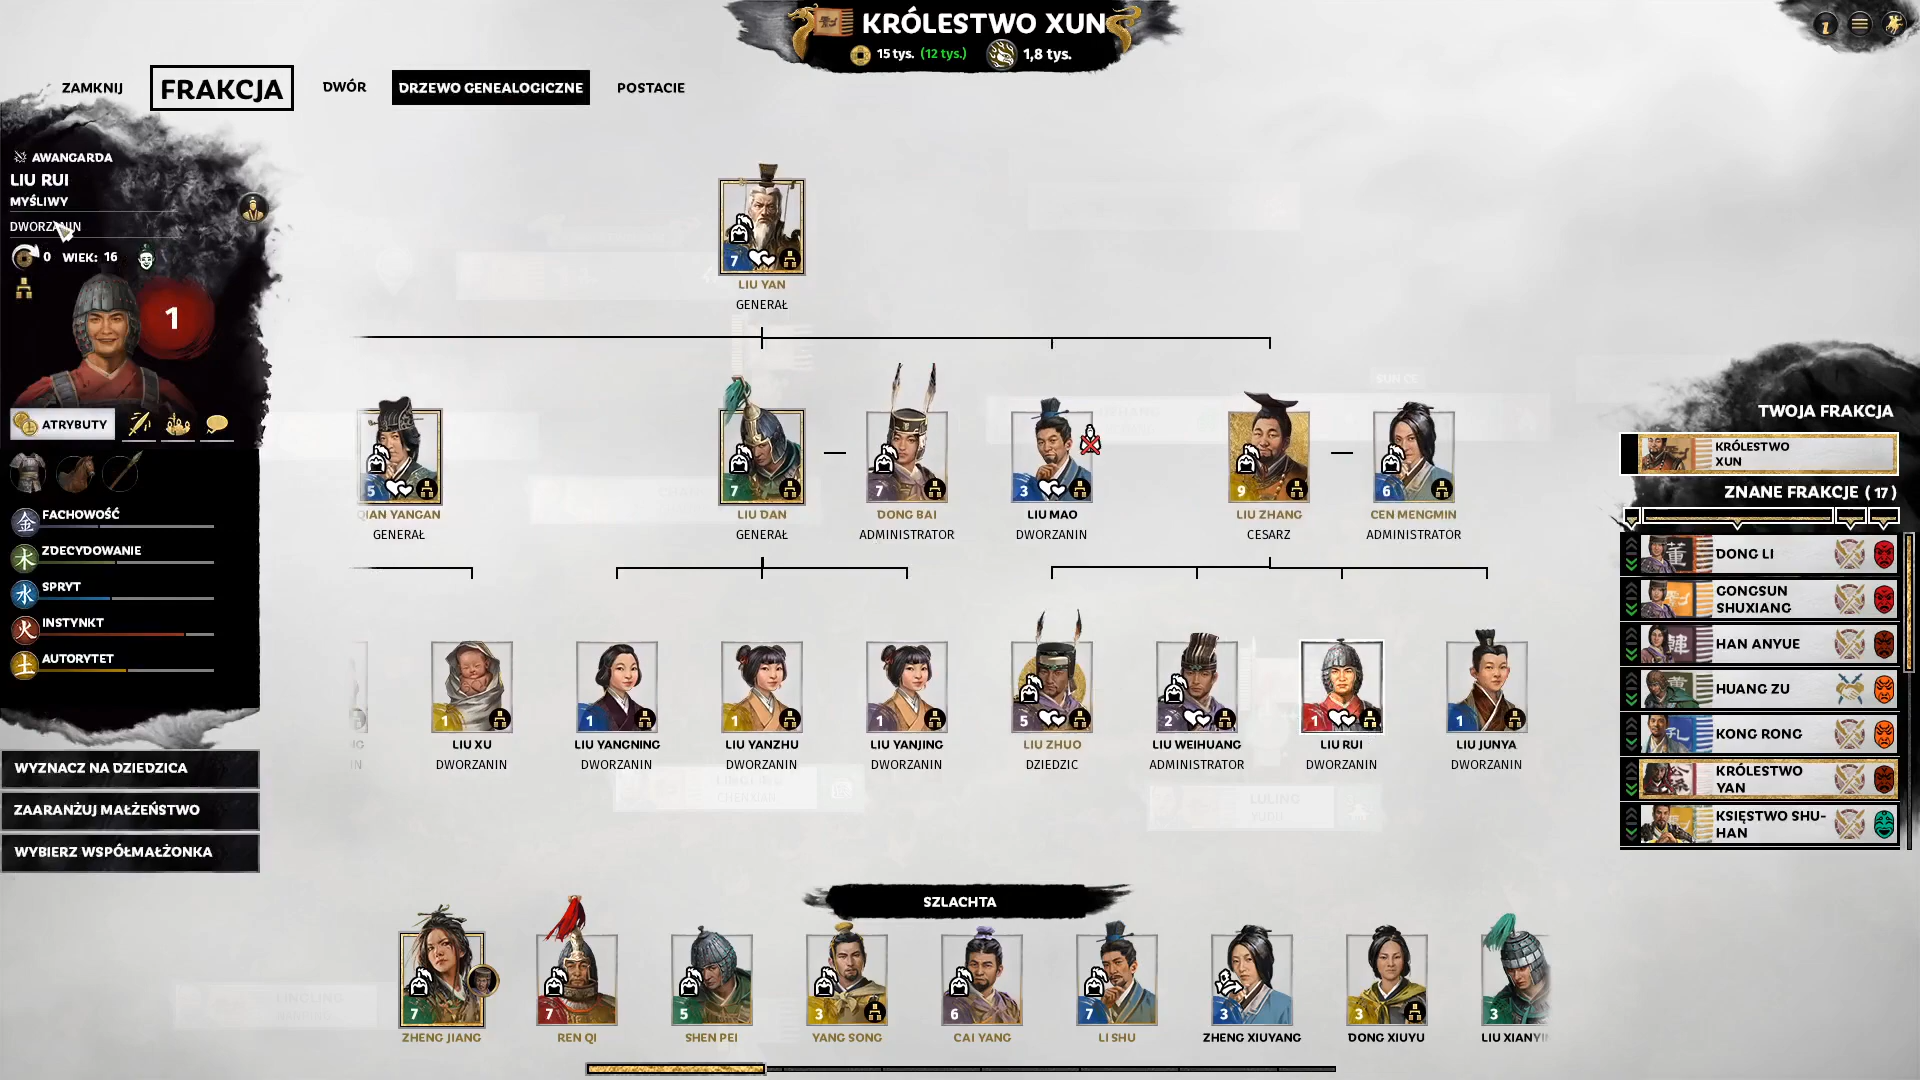 KRÓLESTWO XUN
15 tys. (12 tys.) 1,8 tys.
ZAMKNIJ FRAKCJA DWÓR DRZEWO GENEALOGICZNE POSTACIE
AWANGARDA
LIU RUI
MYŚLIWY
DWORZANIN
0 WIEK: 16
1
ATRYBUTY
金 FACHOWOŚĆ
木 ZDECYDOWANIE
水 SPRYT
火 INSTYNKT
土 AUTORYTET
WYZNACZ NA DZIEDZICA
ZAARANŻUJ MAŁŻEŃSTWO
WYBIERZ WSPÓŁMAŁŻONKA
7
LIU YAN
GENERAŁ
5 7 7 3 9 6
QIAN YANGAN LIU DAN DONG BAI LIU MAO LIU ZHANG CEN MENGMIN
GENERAŁ GENERAŁ ADMINISTRATOR DWORZANIN CESARZ ADMINISTRATOR
1 1 1 1 5 2 1 1
LIU XU LIU YANGNING LIU YANZHU LIU YANJING LIU ZHUO LIU WEIHUANG LIU RUI LIU JUNYA
DWORZANIN DWORZANIN DWORZANIN DWORZANIN DZIEDZIC ADMINISTRATOR DWORZANIN DWORZANIN
SZLACHTA
7 7 5 3 6 7 3 3 3
ZHENG JIANG REN QI SHEN PEI YANG SONG CAI YANG LI SHU ZHENG XIUYANG DONG XIUYU LIU XIANYIN
TWOJA FRAKCJA
KRÓLESTWO
XUN
ZNANE FRAKCJE ( 17 )
DONG LI
GONGSUN
SHUXIANG
HAN ANYUE
HUANG ZU
KONG RONG
KRÓLESTWO
YAN
KSIĘSTWO SHU-
HAN